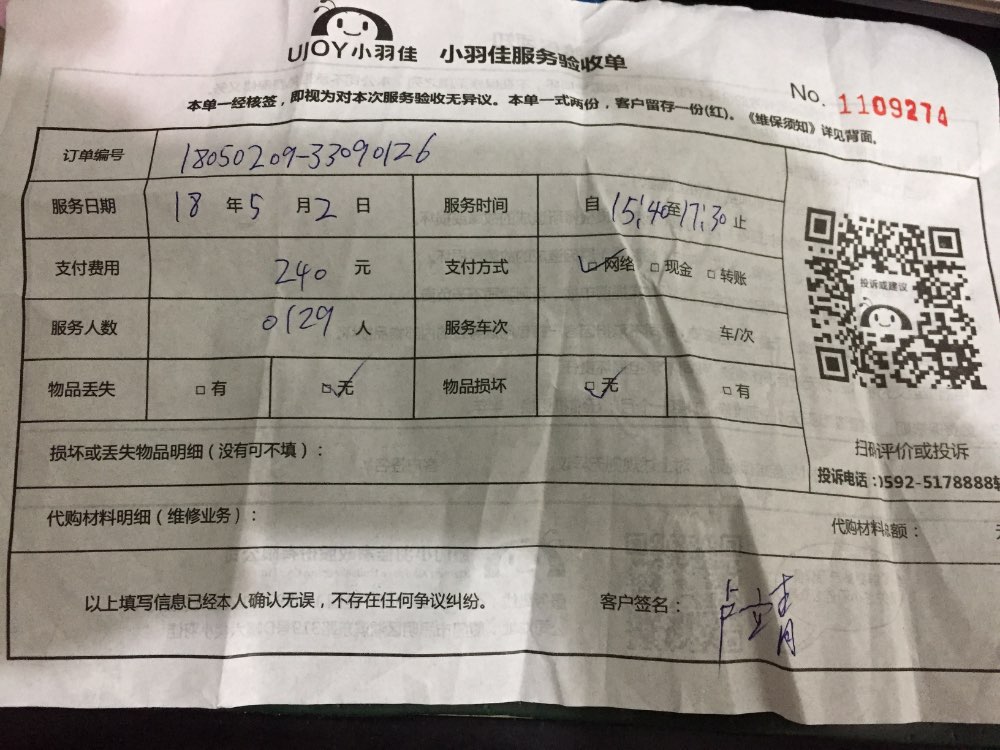 UJOY小羽佳 小羽佳服务验收单
No. 1109274
本单一经核签，即视为对本次服务验收无异议。本单一式两份，客户留存一份(红)。《维保须知》详见背面。
订单编号 18050209-33090126
服务日期 18 年 5 月 2 日 服务时间 自 15:40 至 17:30 止
支付费用 240 元 支付方式 ☑网络 □现金 □转账
服务人数 0129 人 服务车次 车/次
物品丢失 □有 ☑无 物品损坏 ☑无 □有
投诉或建议
损坏或丢失物品明细（没有可不填）：
扫码评价或投诉
投诉电话：0592-5178888转
代购材料明细（维修业务）： 代购材料总额：
以上填写信息已经本人确认无误，不存在任何争议纠纷。 客户签名：